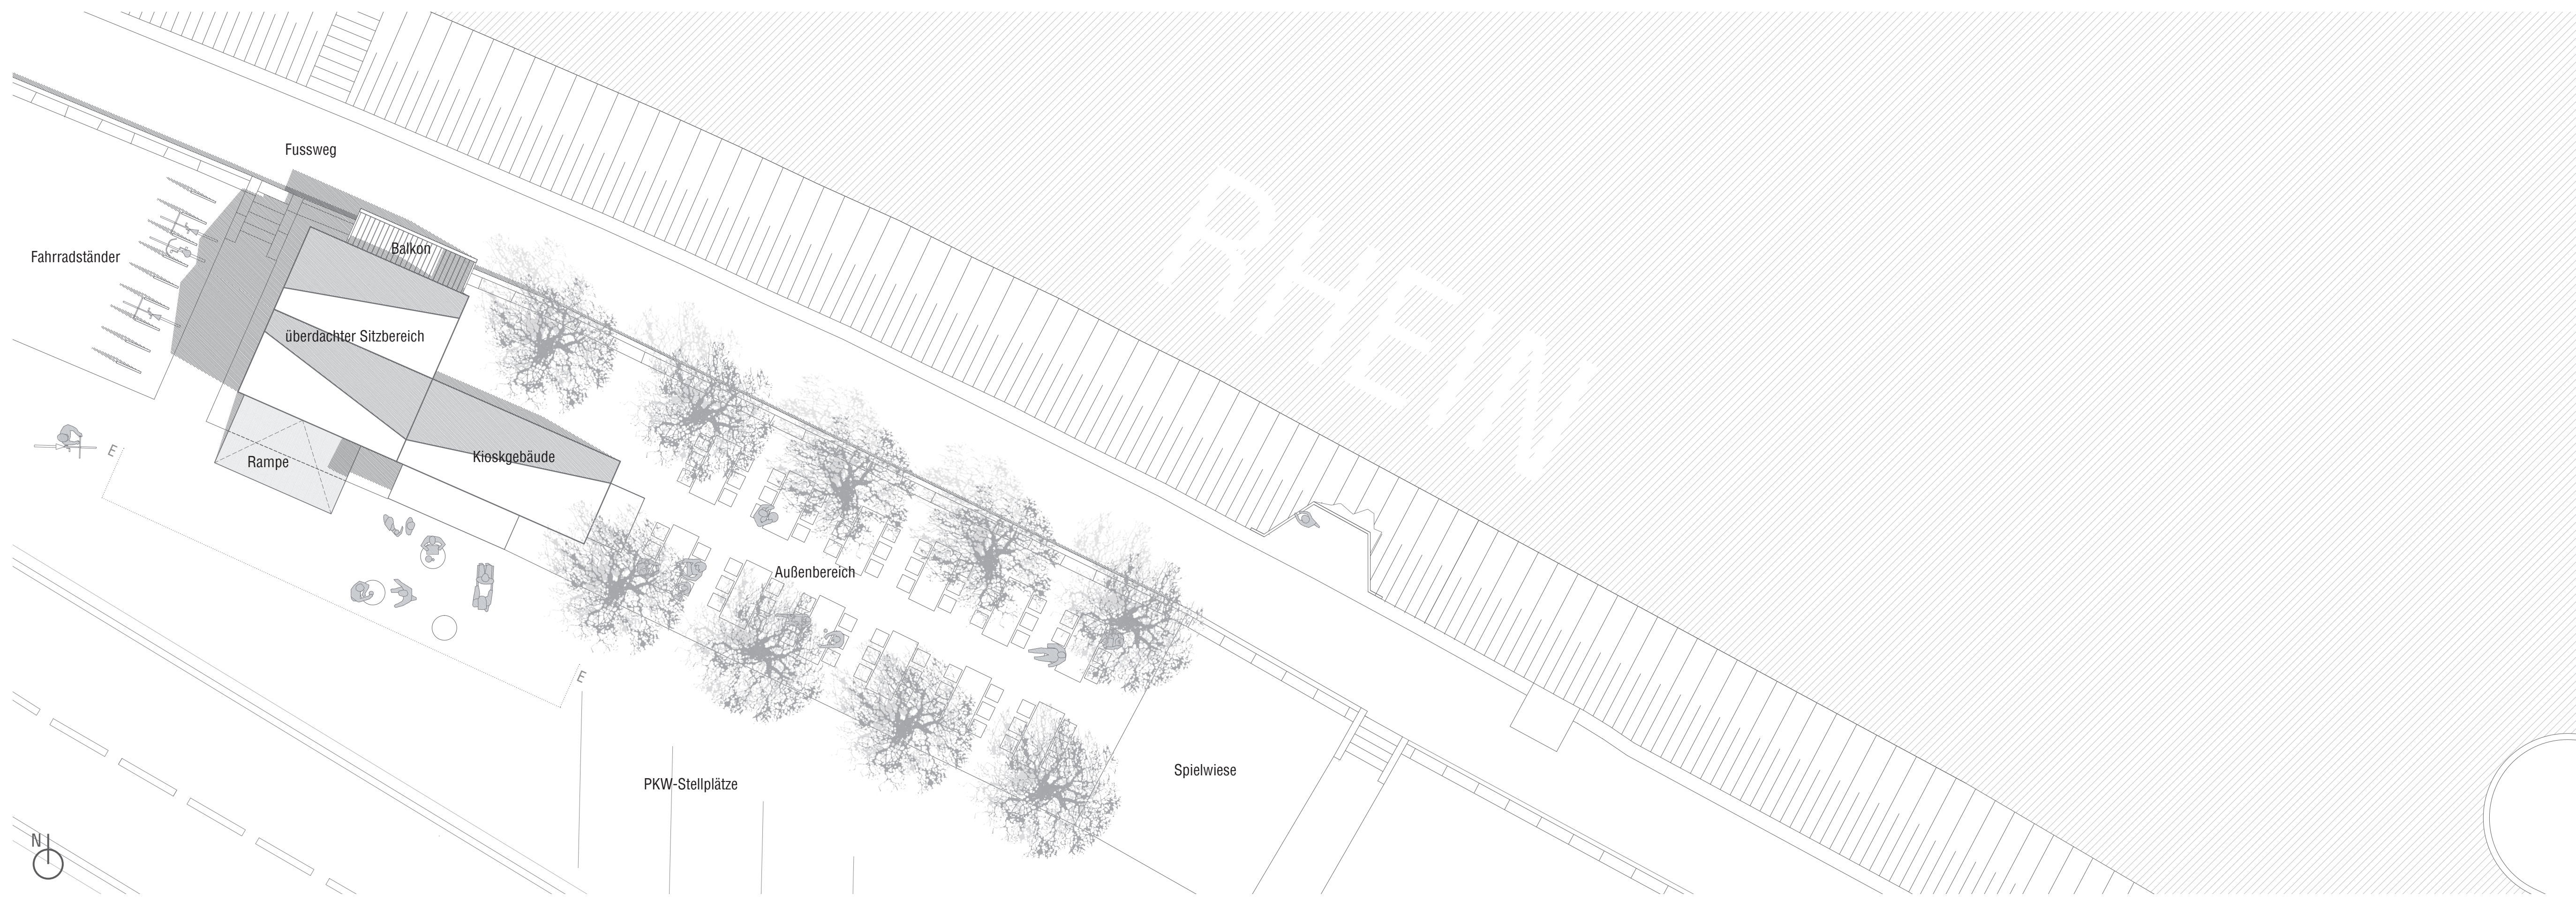 Fussweg
Balkon
Fahrradständer
RHEIN
überdachter Sitzbereich
E
Kioskgebäude
Rampe
Außenbereich
E
Spielwiese
PKW-Stellplätze
N